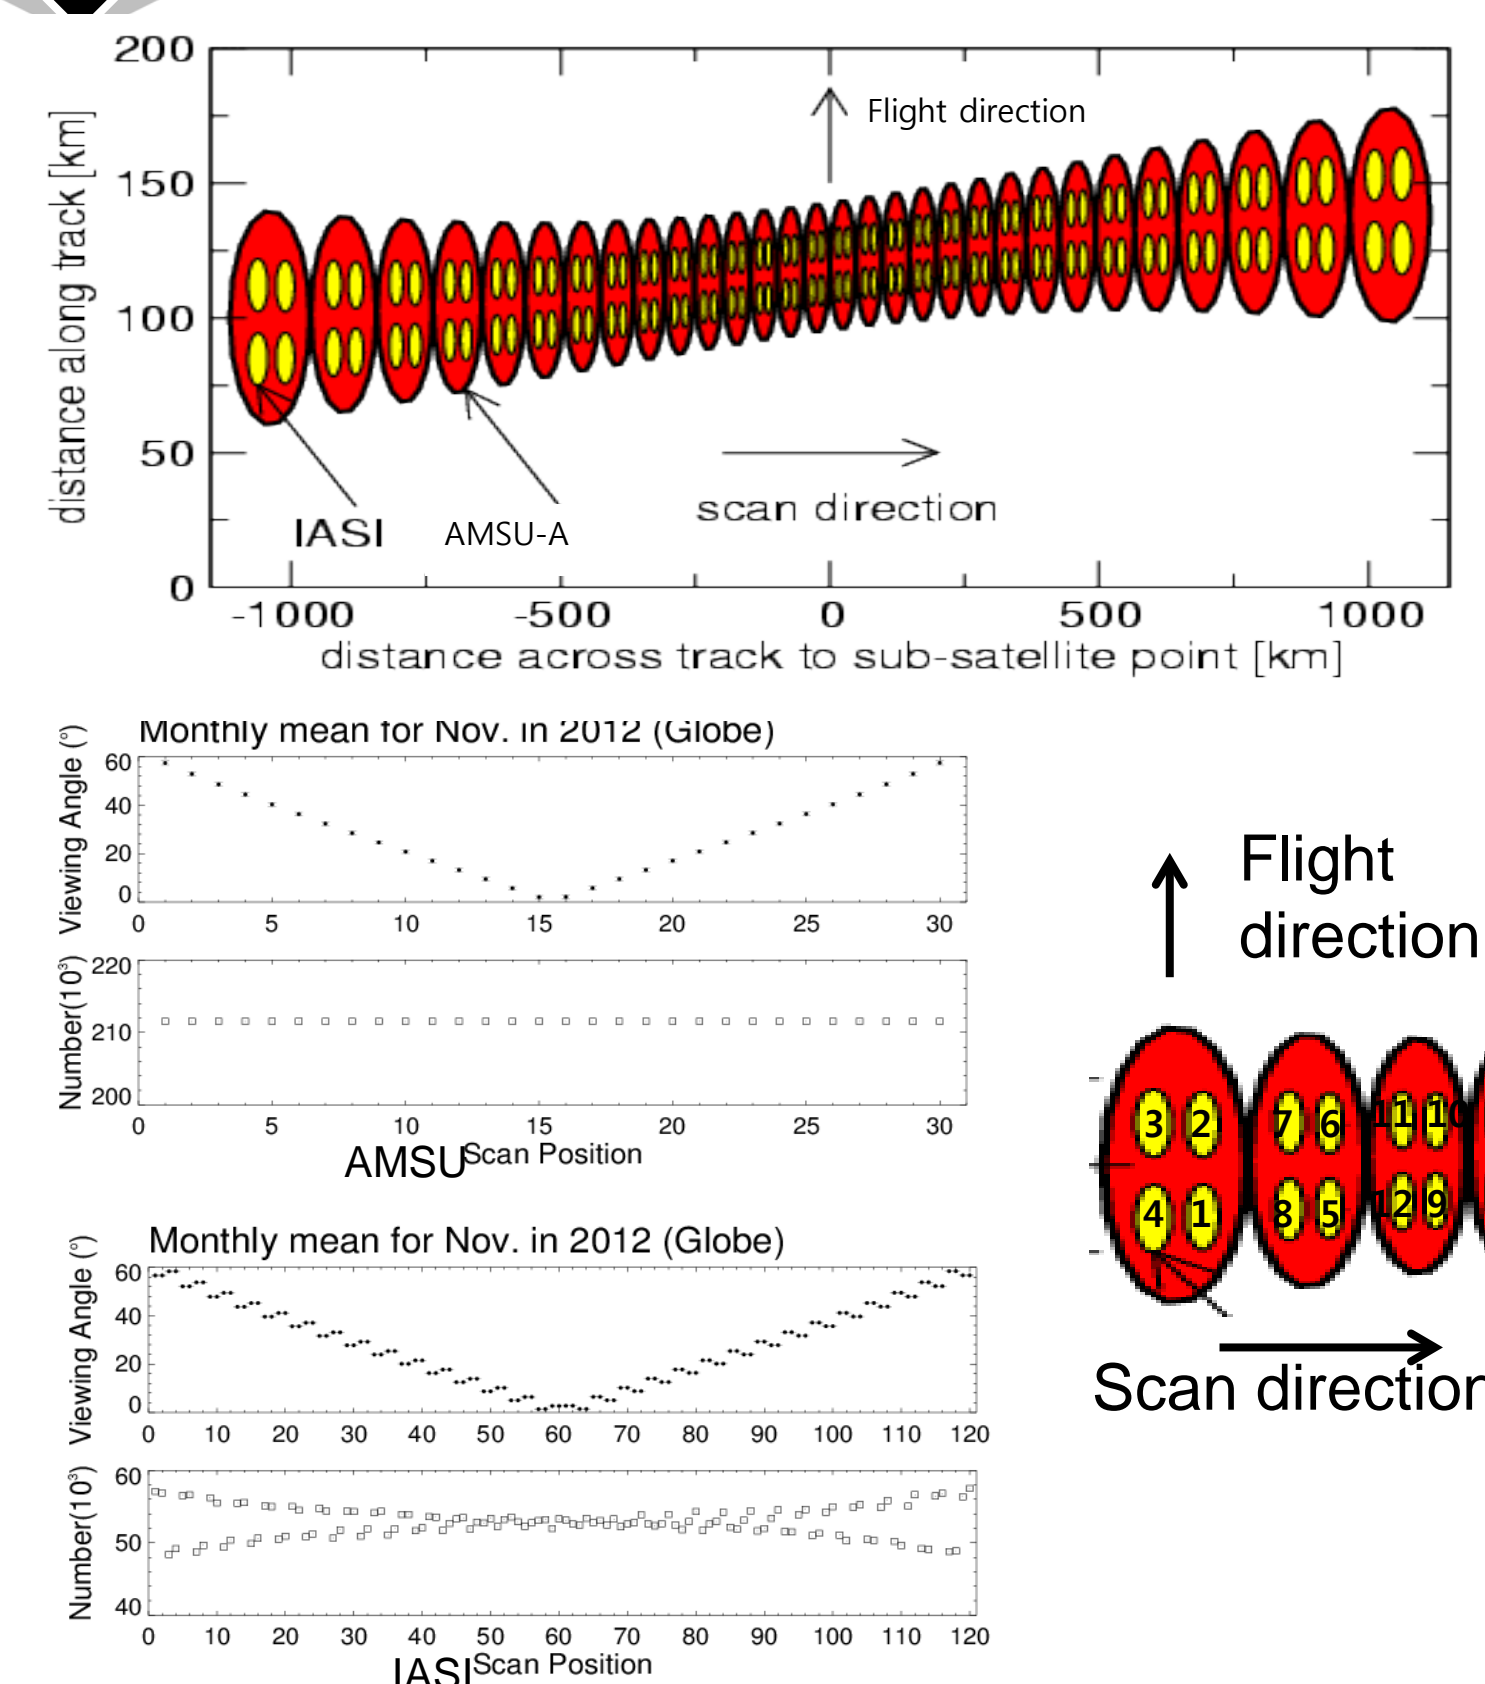 200
150
100
50
0
distance along track [km]
Flight direction
scan direction
IASI
AMSU-A
-1000 -500 0 500 1000
distance across track to sub-satellite point [km]
Monthly mean for Nov. in 2012 (Globe)
Viewing Angle (°)
60
40
20
0
0 5 10 15 20 25 30
Number(10³)
220
210
200
0 5 10 15 20 25 30
AMSU
Scan Position
Flight
direction
3 2 7 6 11 10
4 1 8 5 12 9
Scan direction
Monthly mean for Nov. in 2012 (Globe)
Viewing Angle (°)
60
40
20
0
0 10 20 30 40 50 60 70 80 90 100 110 120
Number(10³)
60
50
40
0 10 20 30 40 50 60 70 80 90 100 110 120
IASI
Scan Position